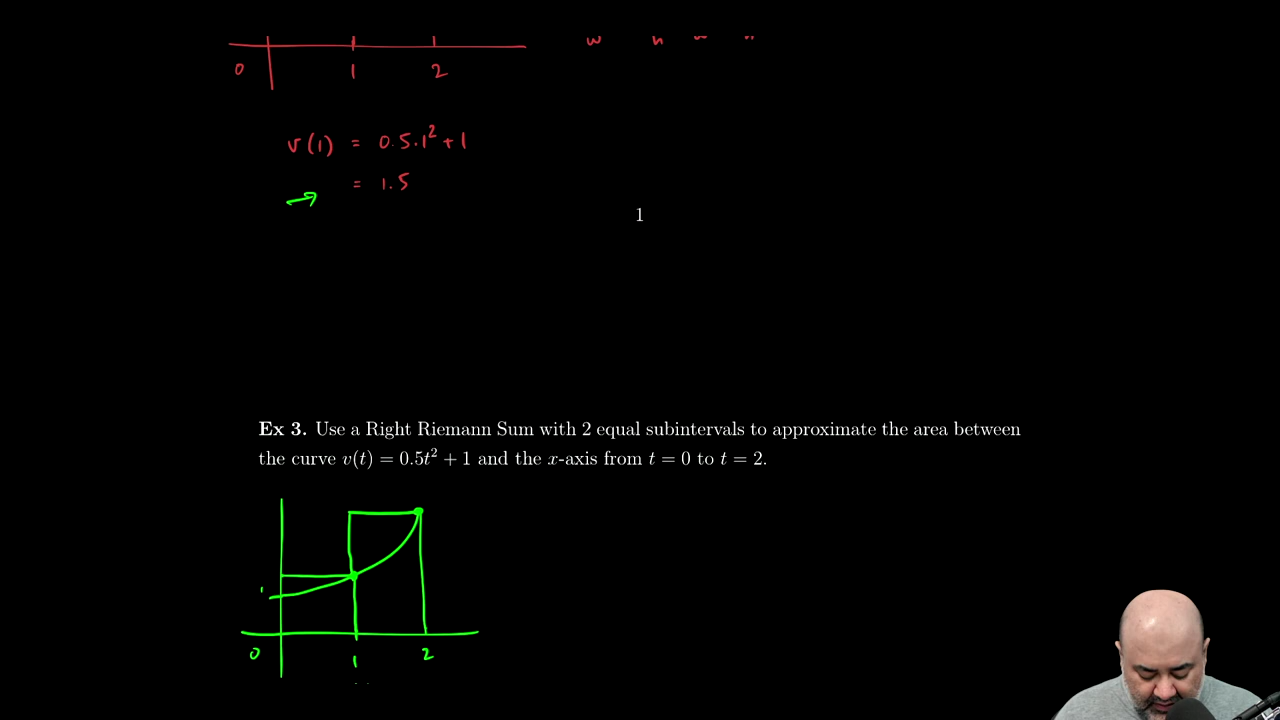 0 1 2
v(1) = 0.5.1² + 1
= 1.5
1
Ex 3. Use a Right Riemann Sum with 2 equal subintervals to approximate the area between
the curve v(t) = 0.5t² + 1 and the x-axis from t = 0 to t = 2.
0 1 2